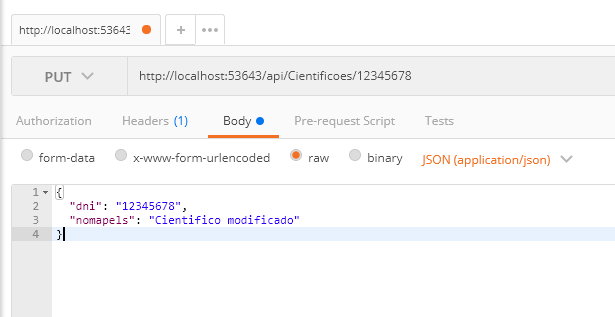 http://localhost:53643
PUT
http://localhost:53643/api/Cientificoes/12345678
Authorization Headers (1) Body Pre-request Script Tests
form-data x-www-form-urlencoded raw binary JSON (application/json)
1 {
2 "dni": "12345678",
3 "nomapels": "Cientifico modificado"
4 }